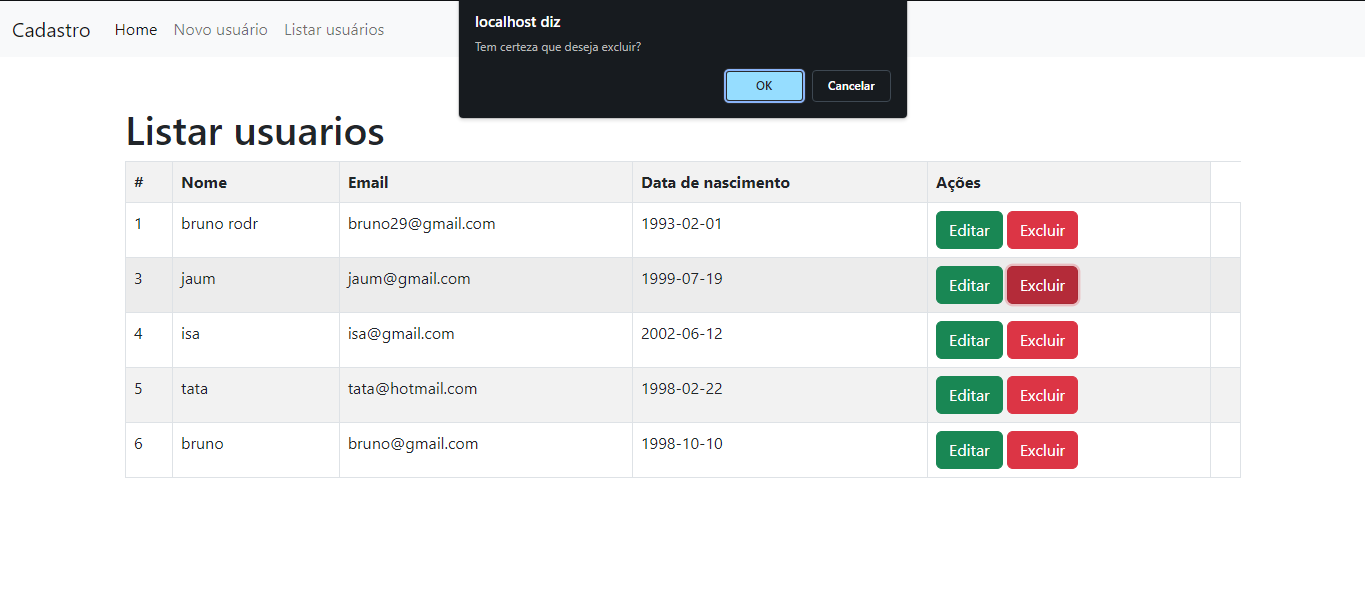 Cadastro Home Novo usuário Listar usuários
localhost diz
Tem certeza que deseja excluir?
OK Cancelar
Listar usuarios
# Nome Email Data de nascimento Ações
1 bruno rodr bruno29@gmail.com 1993-02-01 Editar Excluir
3 jaum jaum@gmail.com 1999-07-19 Editar Excluir
4 isa isa@gmail.com 2002-06-12 Editar Excluir
5 tata tata@hotmail.com 1998-02-22 Editar Excluir
6 bruno bruno@gmail.com 1998-10-10 Editar Excluir